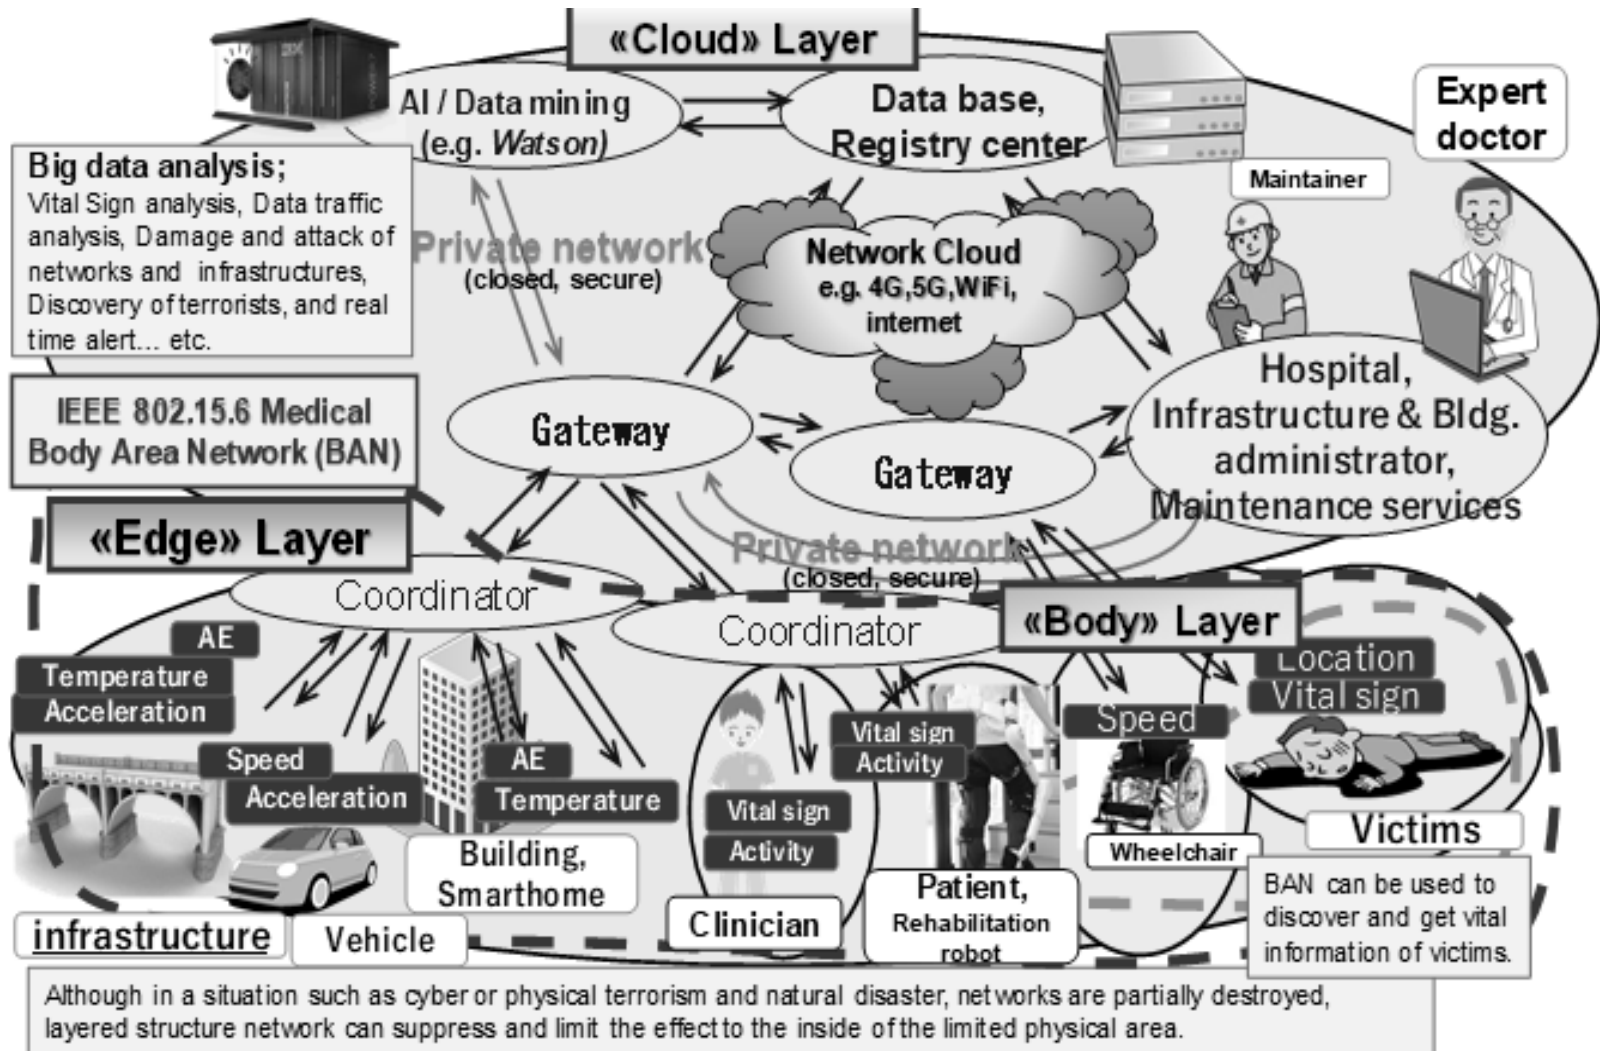 «Cloud» Layer
AI / Data mining
(e.g. Watson)
Data base,
Registry center
Expert
doctor
Maintainer
Big data analysis;
Vital Sign analysis, Data traffic
analysis, Damage and attack of
networks and infrastructures,
Discovery of terrorists, and real
time alert... etc.
Private network
(closed, secure)
Network Cloud
e.g. 4G,5G,WiFi,
internet
Hospital,
Infrastructure & Bldg.
administrator,
Maintenance services
IEEE 802.15.6 Medical
Body Area Network (BAN)
Gateway
Gateway
«Edge» Layer
Private network
(closed, secure)
Coordinator
Coordinator
«Body» Layer
AE
Temperature
Acceleration
Location
Vital sign
Speed
Acceleration
AE
Temperature
Vital sign
Activity
Vital sign
Activity
Speed
Building,
Smarthome
Wheelchair
Victims
infrastructure
Vehicle
Clinician
Patient,
Rehabilitation
robot
BAN can be used to
discover and get vital
information of victims.
Although in a situation such as cyber or physical terrorism and natural disaster, networks are partially destroyed,
layered structure network can suppress and limit the effect to the inside of the limited physical area.